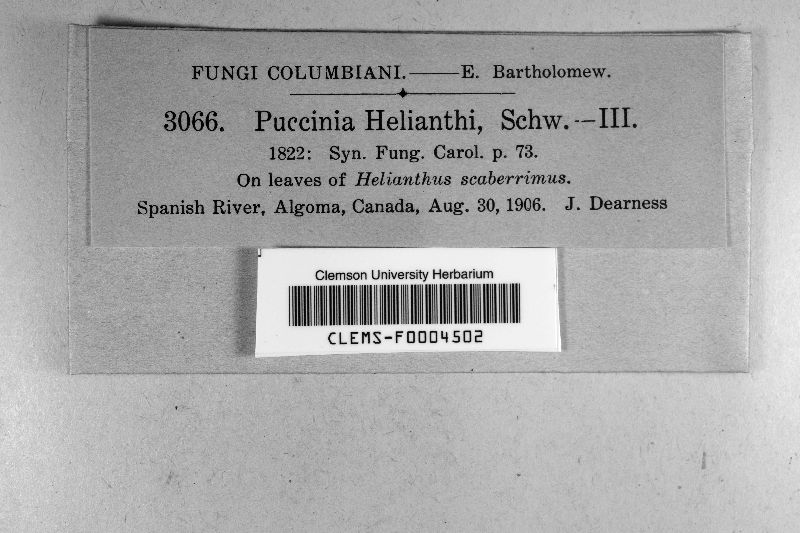 FUNGI COLUMBIANI.——E. Bartholomew.
3066. Puccinia Helianthi, Schw.—III.
1822: Syn. Fung. Carol. p. 73.
On leaves of Helianthus scaberrimus.
Spanish River, Algoma, Canada, Aug. 30, 1906. J. Dearness
Clemson University Herbarium
CLEMS-F0004502